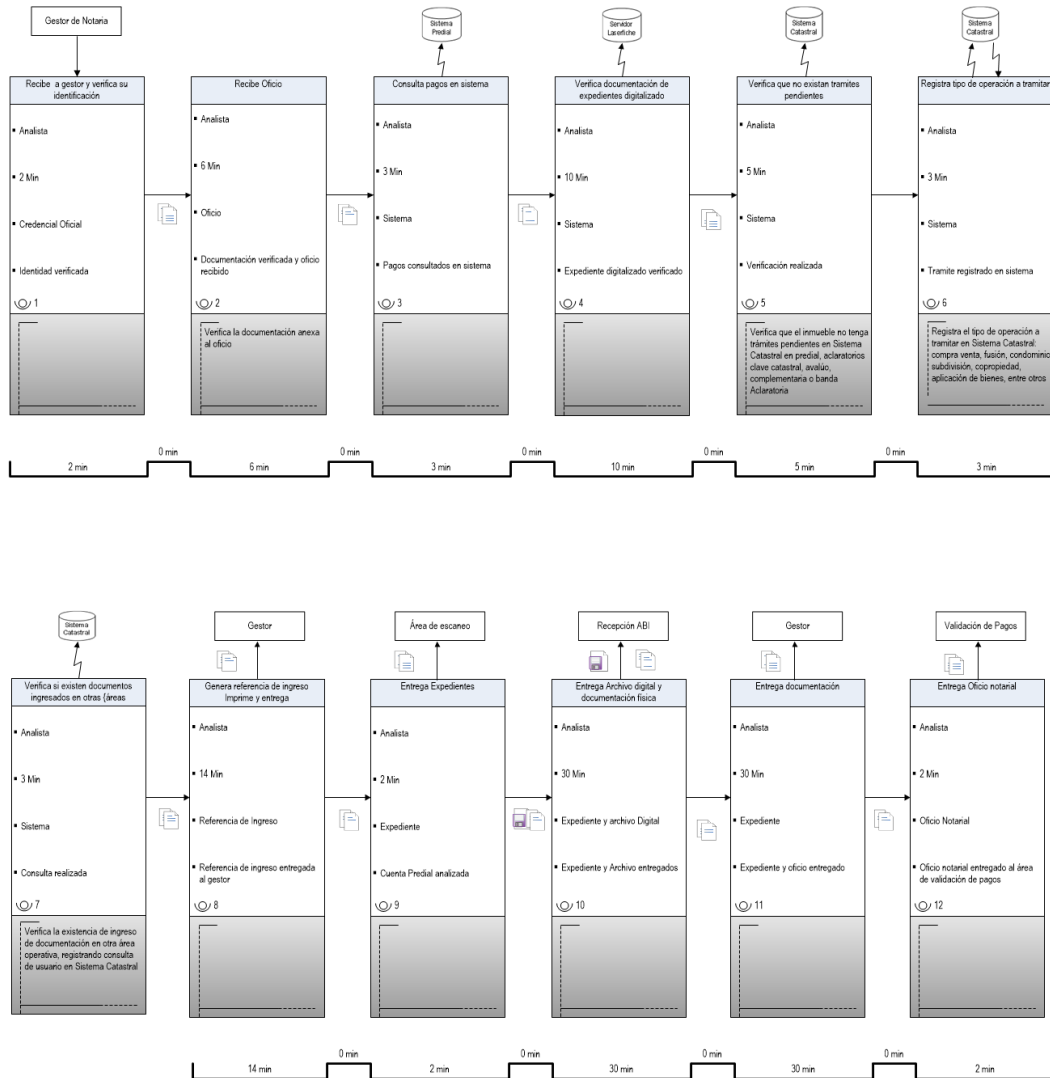 Gestor de Notaria
Sistema
Predial
Servidor
Laserfiche
Sistema
Catastral
Sistema
Catastral
Recibe a gestor y verifica su
identificación
▪ Analista
▪ 2 Min
▪ Credencial Oficial
▪ Identidad verificada
1
Recibe Oficio
▪ Analista
▪ 6 Min
▪ Oficio
▪ Documentación verificada y oficio
recibido
2
Verifica la documentación anexa
al oficio
Consulta pagos en sistema
▪ Analista
▪ 3 Min
▪ Sistema
▪ Pagos consultados en sistema
3
Verifica documentación de
expedientes digitalizado
▪ Analista
▪ 10 Min
▪ Sistema
▪ Expediente digitalizado verificado
4
Verifica que no existan tramites
pendientes
▪ Analista
▪ 5 Min
▪ Sistema
▪ Verificación realizada
5
Verifica que el inmueble no tenga
trámites pendientes en Sistema
Catastral en predial, aclaratorios
clave catastral, avalúo,
complementaria o banda
Aclaratoria
Registra tipo de operación a tramitar
▪ Analista
▪ 3 Min
▪ Sistema
▪ Tramite registrado en sistema
6
Registra el tipo de operación a
tramitar en Sistema Catastral:
compra venta, fusión, condominio
subdivisión, copropiedad,
aplicación de bienes, entre otros
2 min
0 min
6 min
0 min
3 min
0 min
10 min
0 min
5 min
0 min
3 min
Sistema
Catastral
Gestor
Área de escaneo
Recepción ABI
Gestor
Validación de Pagos
Verifica si existen documentos
ingresados en otras {áreas
▪ Analista
▪ 3 Min
▪ Sistema
▪ Consulta realizada
7
Verifica la existencia de ingreso
de documentación en otra área
operativa, registrando consulta
de usuario en Sistema Catastral
Genera referencia de ingreso
Imprime y entrega
▪ Analista
▪ 14 Min
▪ Referencia de Ingreso
▪ Referencia de ingreso entregada
al gestor
8
Entrega Expedientes
▪ Analista
▪ 2 Min
▪ Expediente
▪ Cuenta Predial analizada
9
Entrega Archivo digital y
documentación física
▪ Analista
▪ 30 Min
▪ Expediente y archivo Digital
▪ Expediente y Archivo entregados
10
Entrega documentación
▪ Analista
▪ 30 Min
▪ Expediente
▪ Expediente y oficio entregado
11
Entrega Oficio notarial
▪ Analista
▪ 2 Min
▪ Oficio Notarial
▪ Oficio notarial entregado al área
de validación de pagos
12
14 min
0 min
2 min
0 min
30 min
0 min
30 min
0 min
2 min